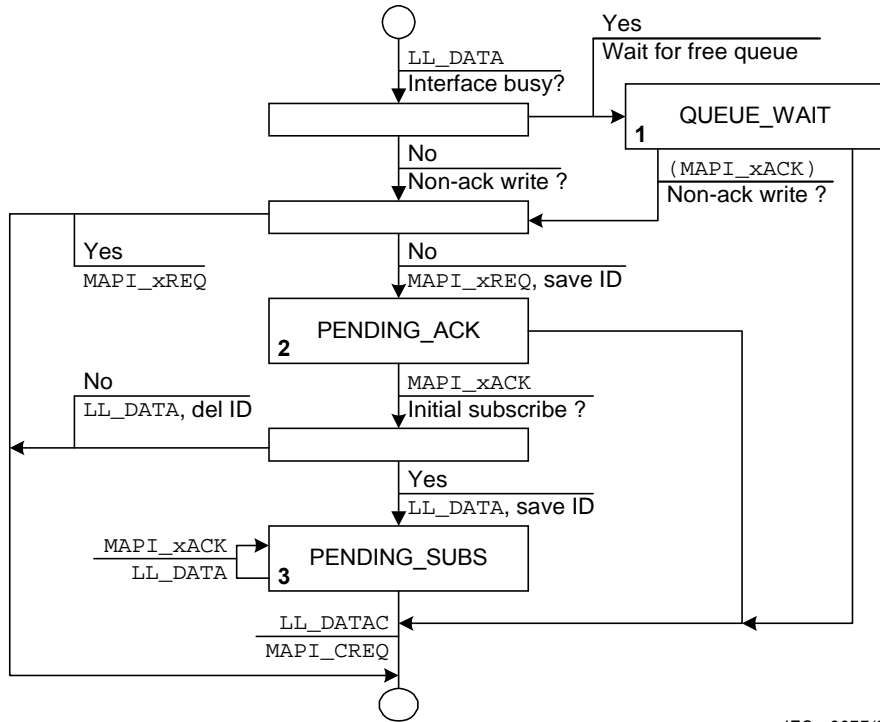 Yes
Wait for free queue
LL_DATA
Interface busy?
QUEUE_WAIT
1
No
Non-ack write ?
(MAPI_xACK)
Non-ack write ?
Yes
MAPI_xREQ
No
MAPI_xREQ, save ID
PENDING_ACK
2
No
LL_DATA, del ID
MAPI_xACK
Initial subscribe ?
Yes
LL_DATA, save ID
MAPI_xACK
LL_DATA
PENDING_SUBS
3
LL_DATAC
MAPI_CREQ